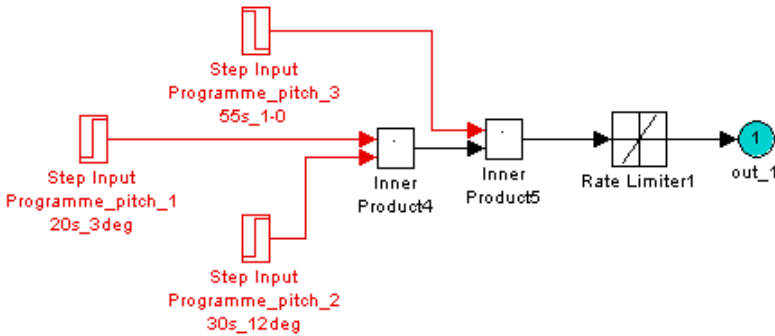 Step Input
Programme_pitch_3
55s_1-0
Step Input
Programme_pitch_1
20s_3deg
Inner
Product4
Inner
Product5
Rate Limiter1
1
out_1
Step Input
Programme_pitch_2
30s_12deg